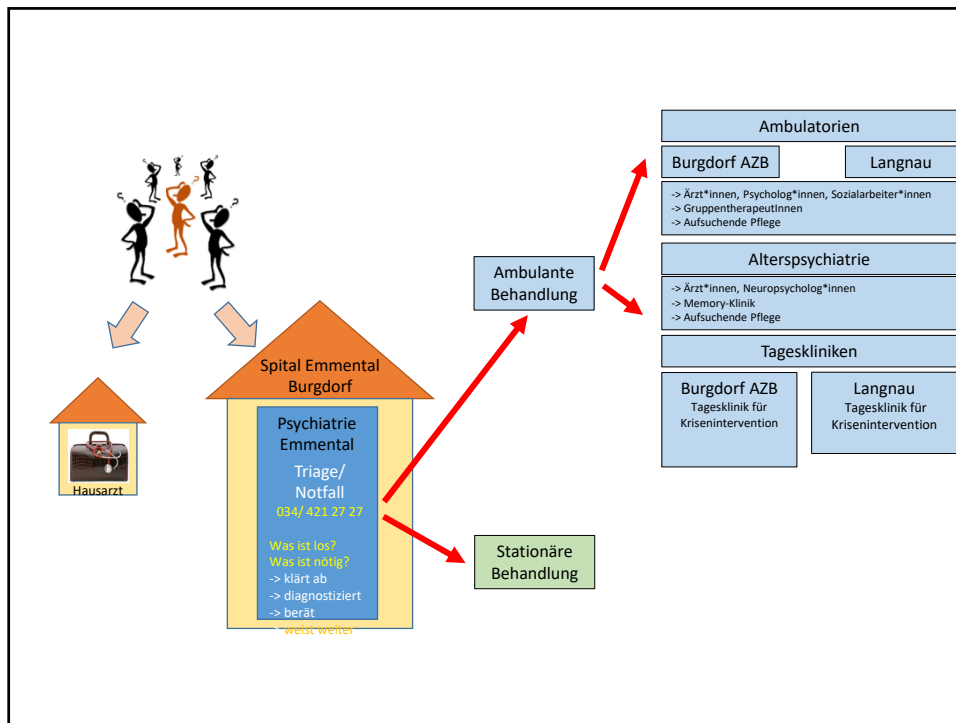 Spital Emmental
Burgdorf
Psychiatrie
Emmental
Triage/
Notfall
034/ 421 27 27
Was ist los?
Was ist nötig?
-> klärt ab
-> diagnostiziert
-> berät
-> weist weiter
Hausarzt
Ambulante
Behandlung
Stationäre
Behandlung
Ambulatorien
Burgdorf AZB
Langnau
-> Ärzt*innen, Psycholog*innen, Sozialarbeiter*innen
-> GruppentherapeutInnen
-> Aufsuchende Pflege
Alterspsychiatrie
-> Ärzt*innen, Neuropsycholog*innen
-> Memory-Klinik
-> Aufsuchende Pflege
Tageskliniken
Burgdorf AZB
Tagesklinik für
Krisenintervention
Langnau
Tagesklinik für
Krisenintervention